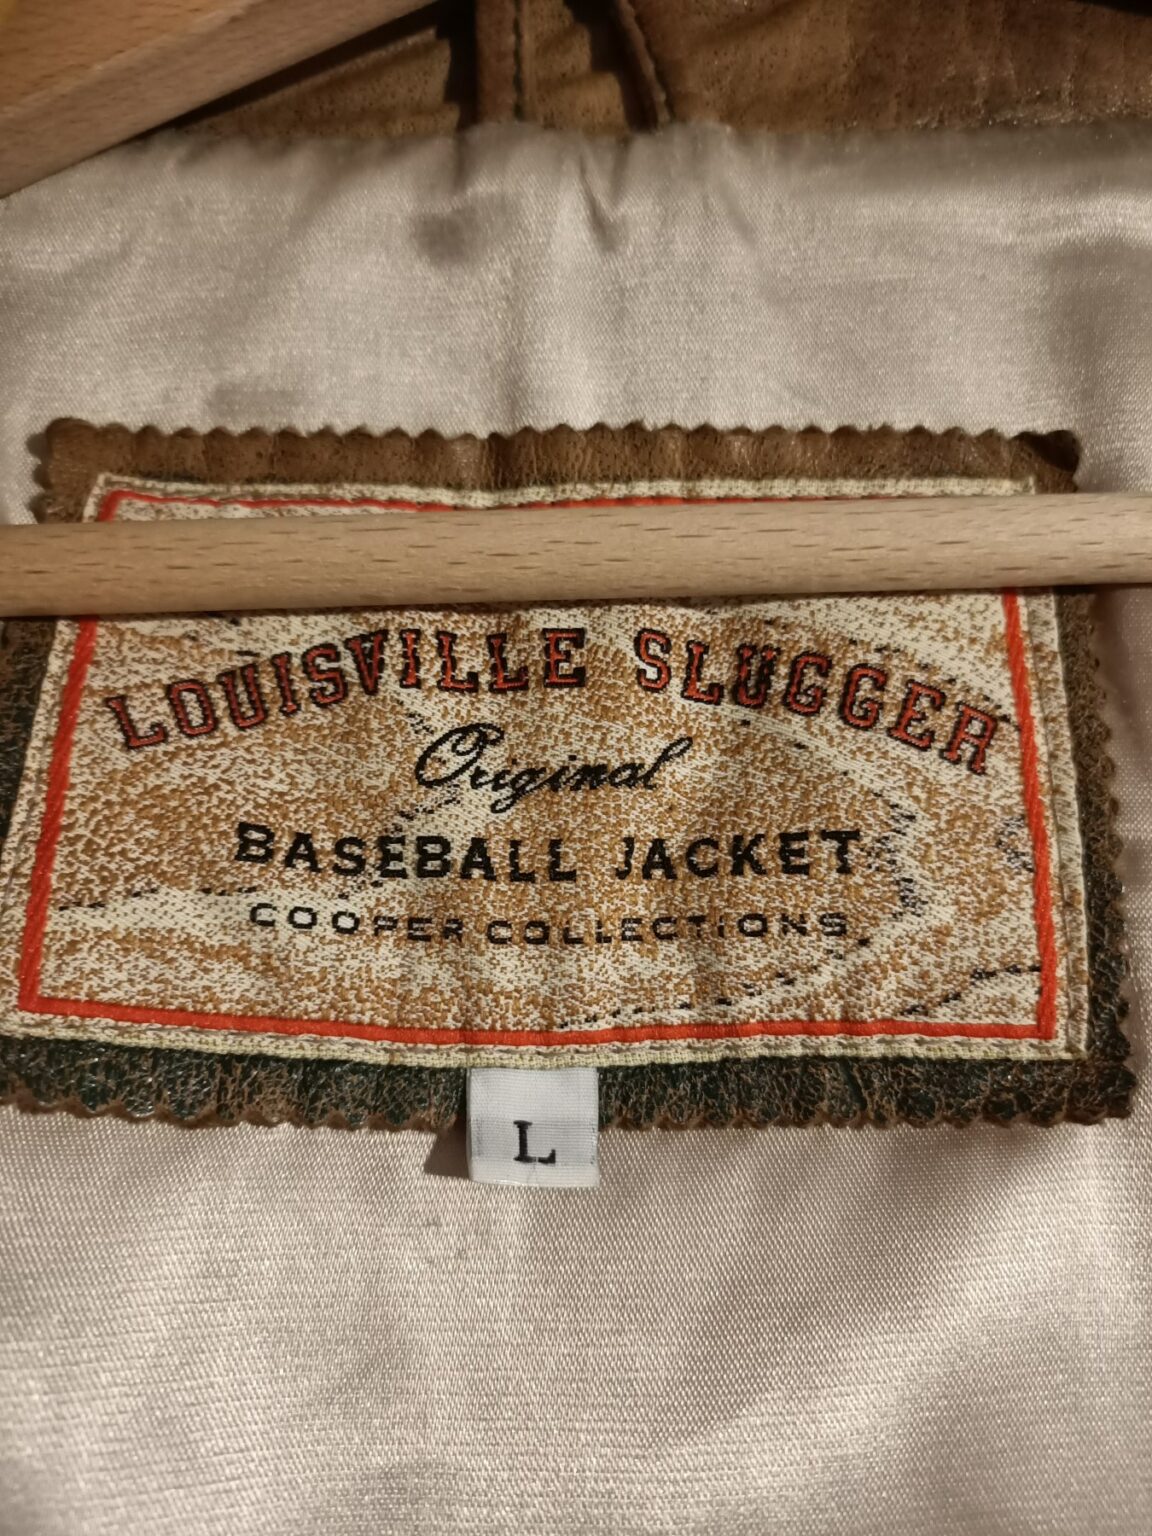 LOUISVILLE SLUGGER
Original
BASEBALL JACKET
COOPER COLLECTIONS
L